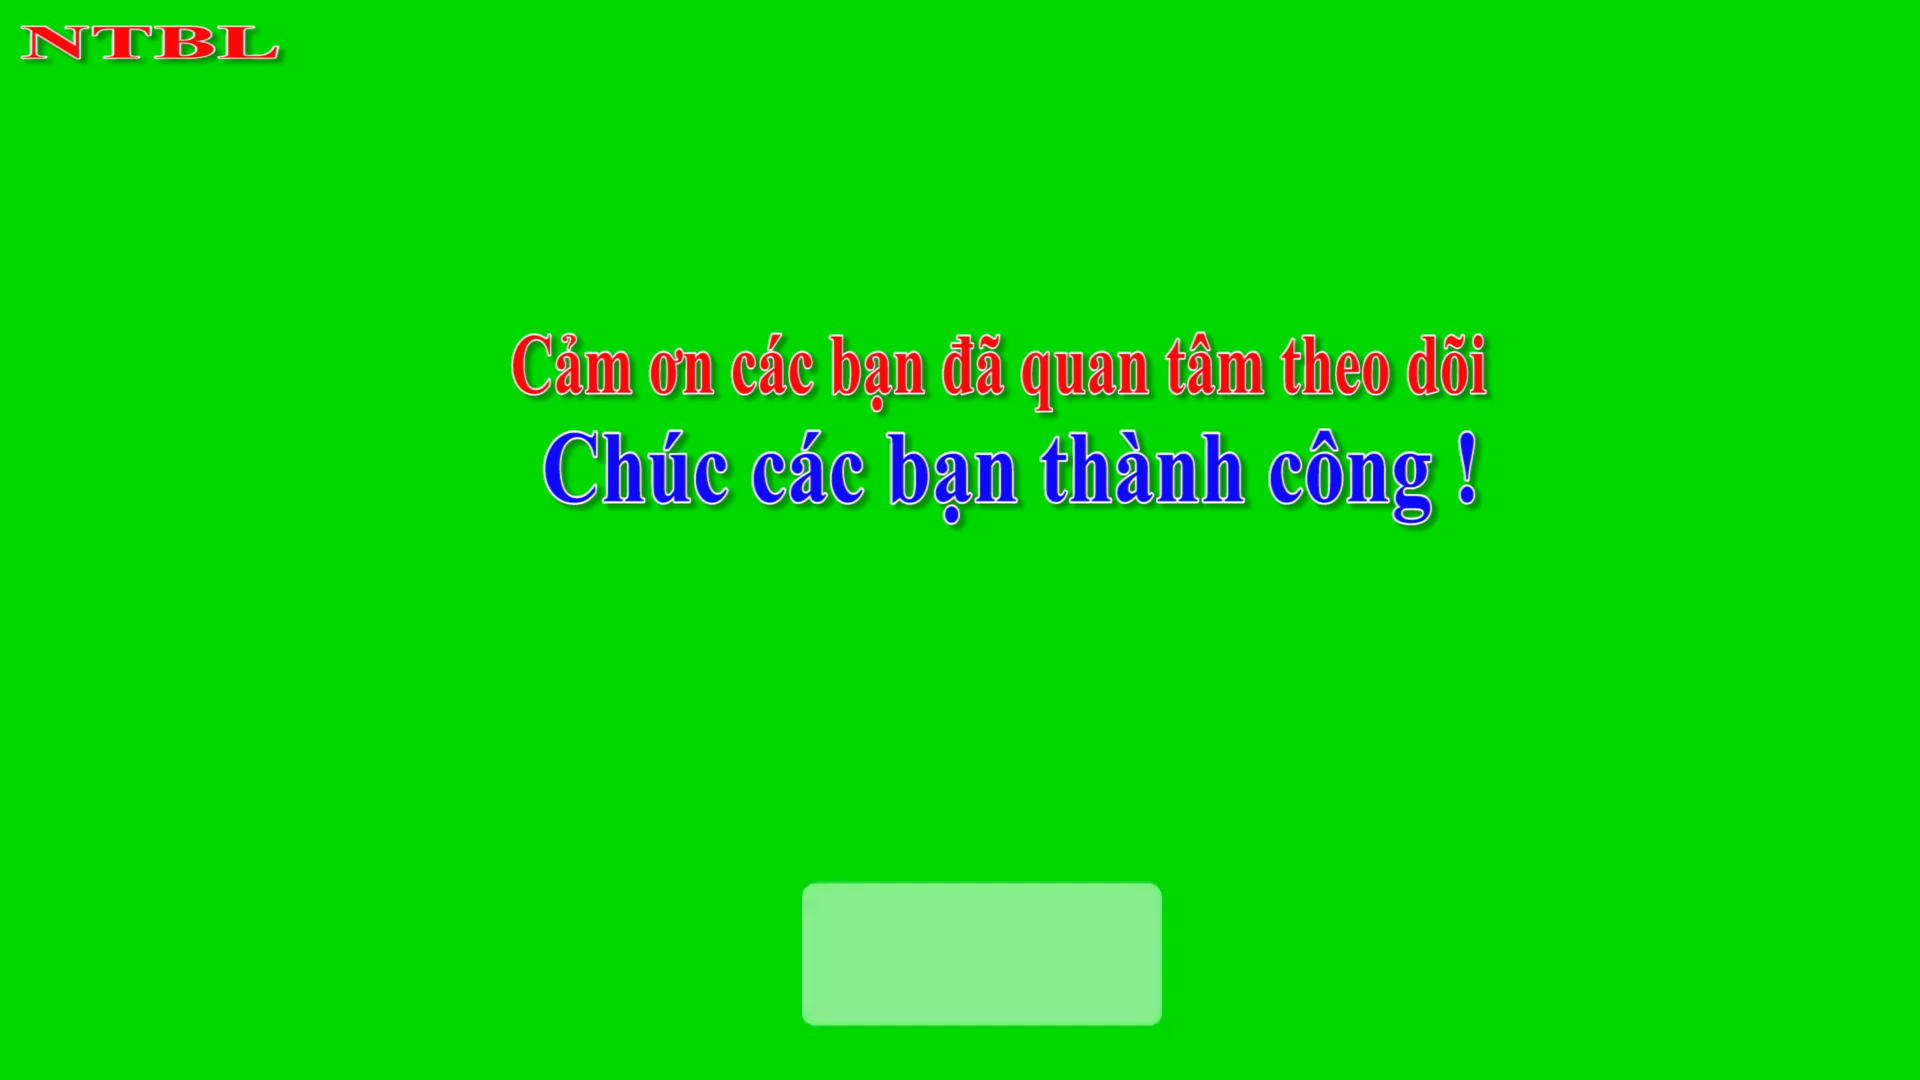 NTBL
Cảm ơn các bạn đã quan tâm theo dõi
Chúc các bạn thành công !